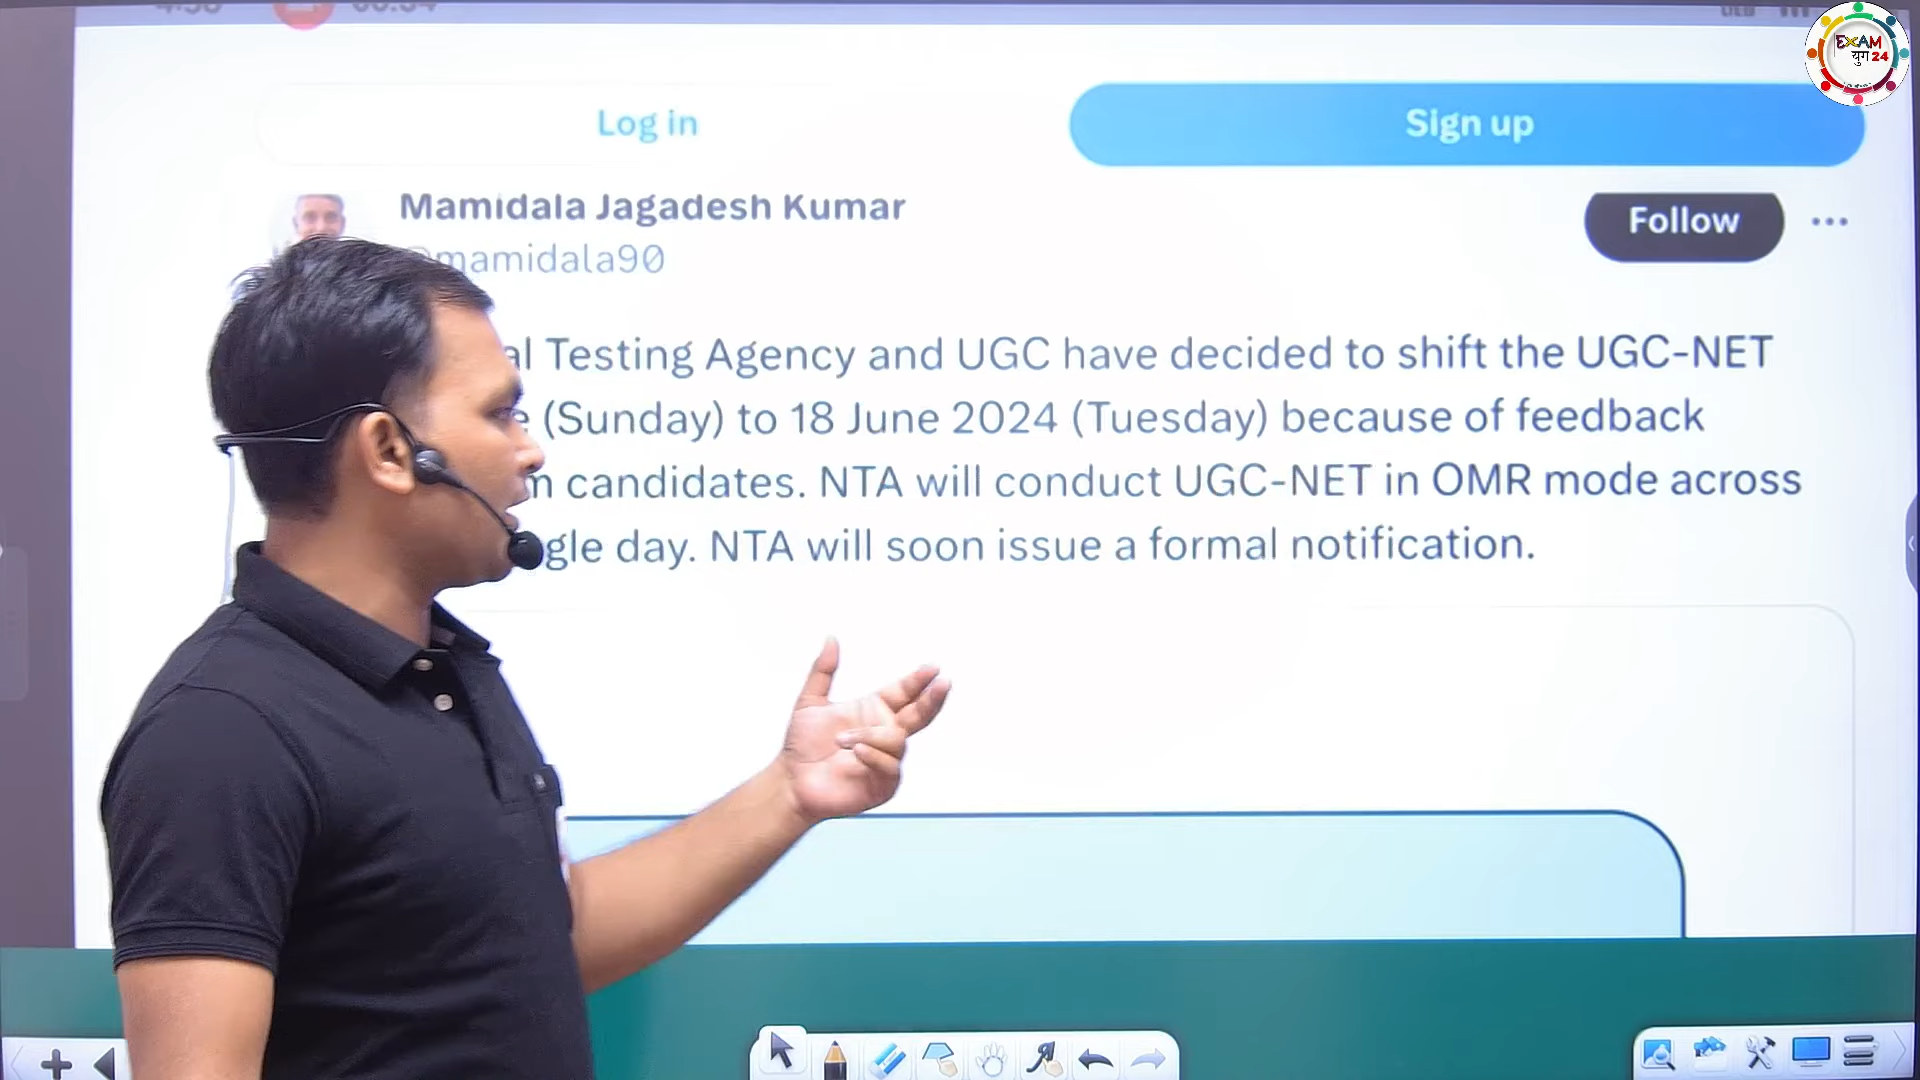 EXAM
युग 24
Log in
Sign up
Mamidala Jagadesh Kumar
Follow
mamidala90
al Testing Agency and UGC have decided to shift the UGC-NET
(Sunday) to 18 June 2024 (Tuesday) because of feedback
candidates. NTA will conduct UGC-NET in OMR mode across
gle day. NTA will soon issue a formal notification.